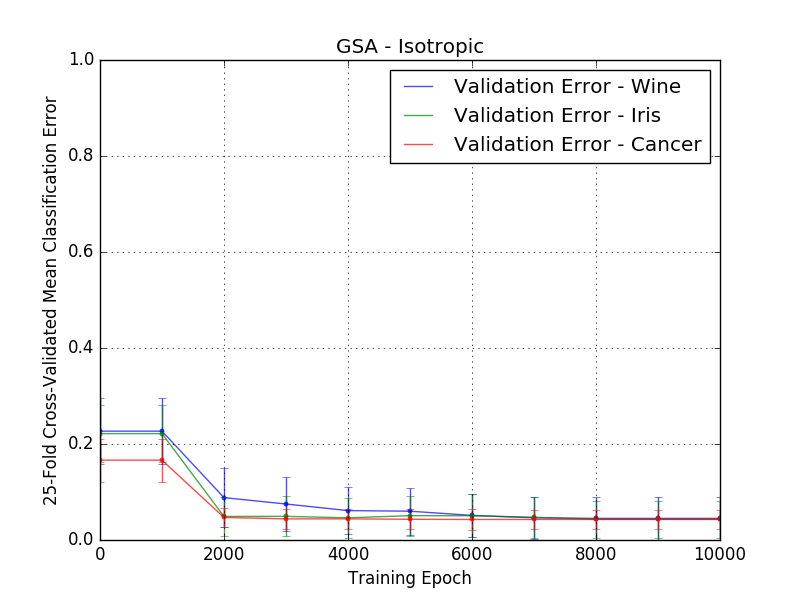 GSA - Isotropic
Validation Error - Wine
Validation Error - Iris
Validation Error - Cancer
25-Fold Cross-Validated Mean Classification Error
1.0
0.8
0.6
0.4
0.2
0.0
0 2000 4000 6000 8000 10000
Training Epoch